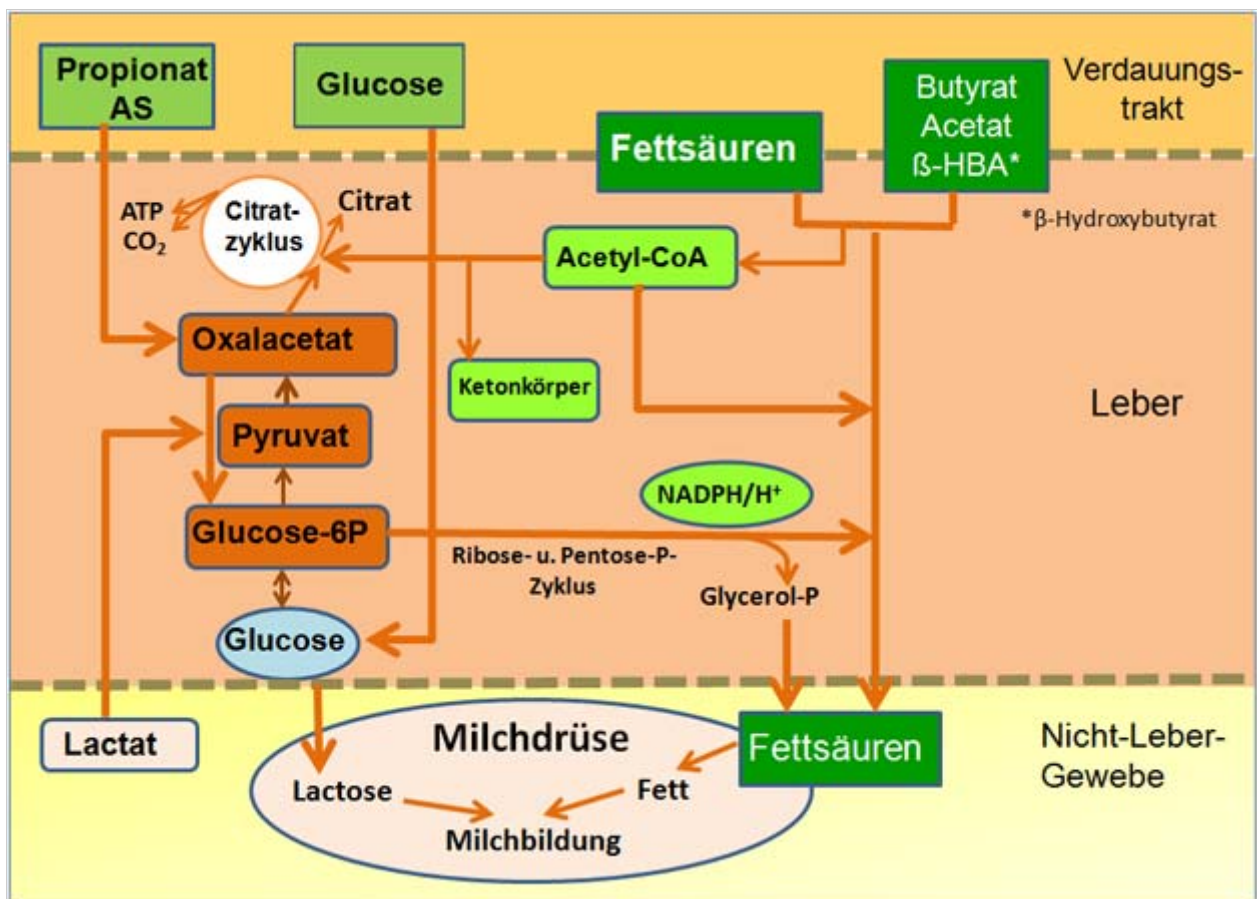 Propionat
AS
Glucose
Fettsäuren
Butyrat
Acetat
ß-HBA*
Verdauungs-
trakt
ATP
CO₂
Citrat-
zyklus
Citrat
Acetyl-CoA
*β-Hydroxybutyrat
Oxalacetat
Ketonkörper
Leber
Pyruvat
NADPH/H⁺
Glucose-6P
Ribose- u. Pentose-P-
Zyklus
Glycerol-P
Glucose
Lactat
Milchdrüse
Fettsäuren
Nicht-Leber-
Gewebe
Lactose
Fett
Milchbildung